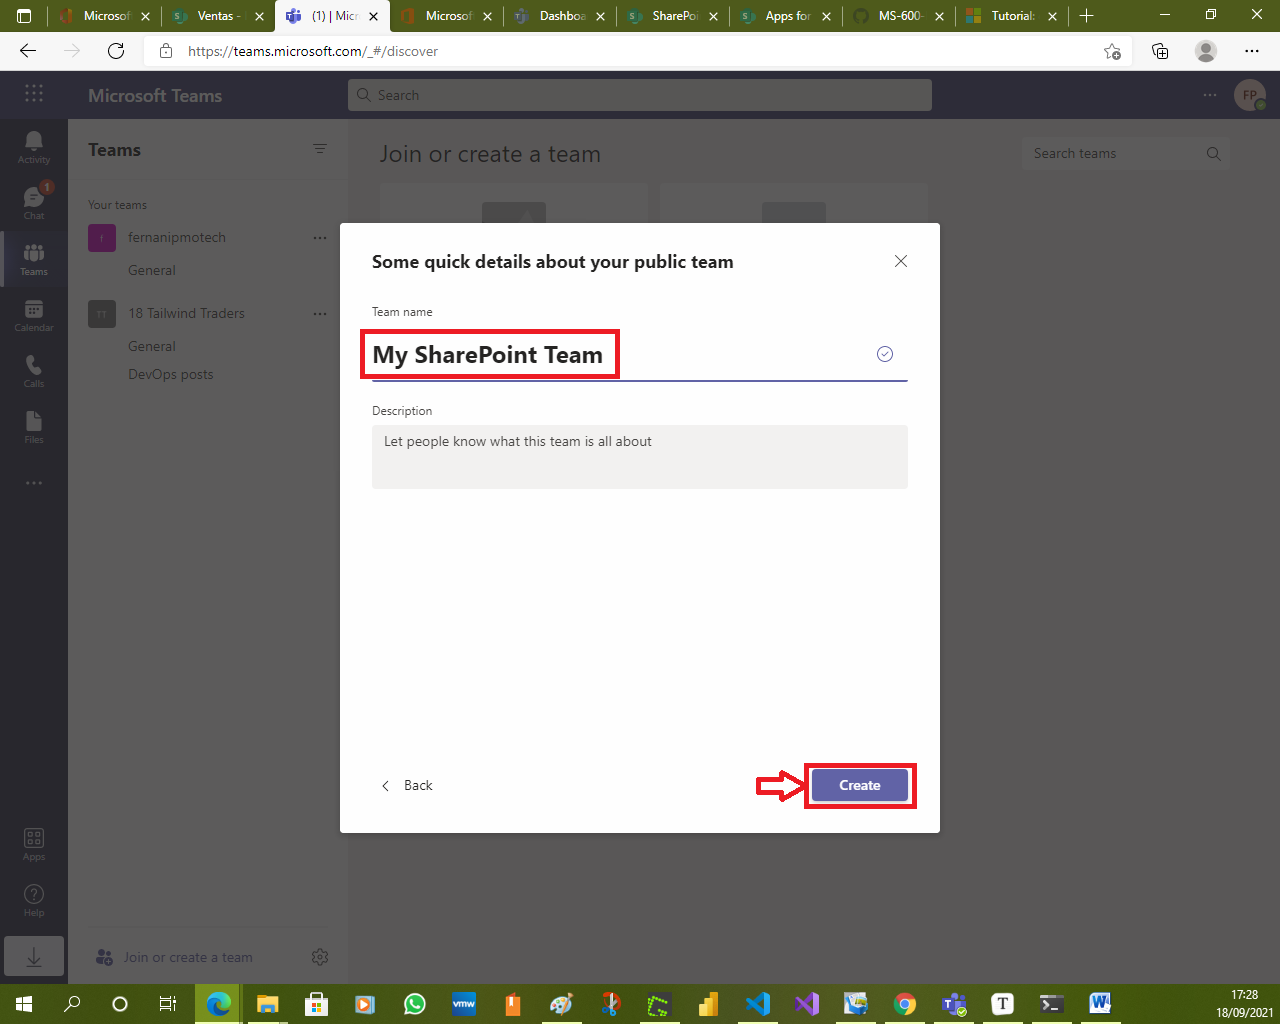 Microsof
Ventas -
(1) | Micr
Microsof
Dashboa
SharePoi
Apps for
MS-600-
Tutorial:
https://teams.microsoft.com/_#/discover
Microsoft Teams
Search
FP
Activity
1
Chat
Teams
Calendar
Calls
Files
Apps
Help
Teams
Your teams
f
fernanipmotech
General
TT
18 Tailwind Traders
General
DevOps posts
Join or create a team
Join or create a team
Search teams
Some quick details about your public team
Team name
My SharePoint Team
Description
Let people know what this team is all about
Back
Create
vmw
T
17:28
18/09/2021